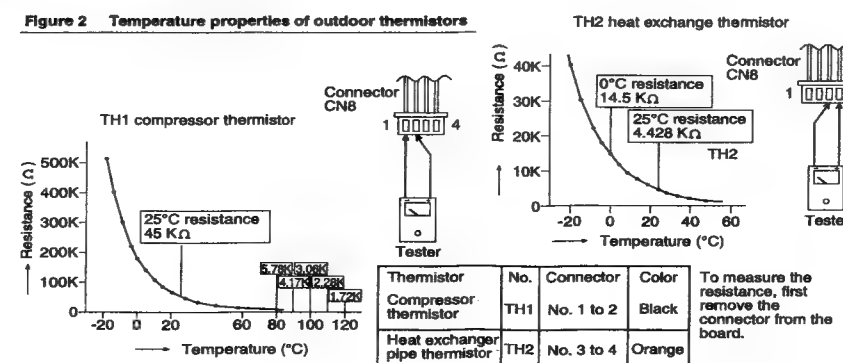 Figure 2 Temperature properties of outdoor thermistors
TH1 compressor thermistor
Resistance (Ω)
500K
400K
300K
200K
100K
0
25°C resistance
45 KΩ
5.78K 3.06K
4.17K 2.28K
1.72K
-20 0 20 60 80 100 120
Temperature (°C)
Connector
CN8
1 4
Tester
TH2 heat exchange thermistor
Resistance (Ω)
40K
30K
20K
10K
0
0°C resistance
14.5 KΩ
25°C resistance
4.428 KΩ
TH2
-20 0 20 40 60
Temperature (°C)
Connector
CN8
1
Tester
Thermistor No. Connector Color
Compressor
thermistor TH1 No. 1 to 2 Black
Heat exchanger
pipe thermistor TH2 No. 3 to 4 Orange
To measure the
resistance, first
remove the
connector from the
board.